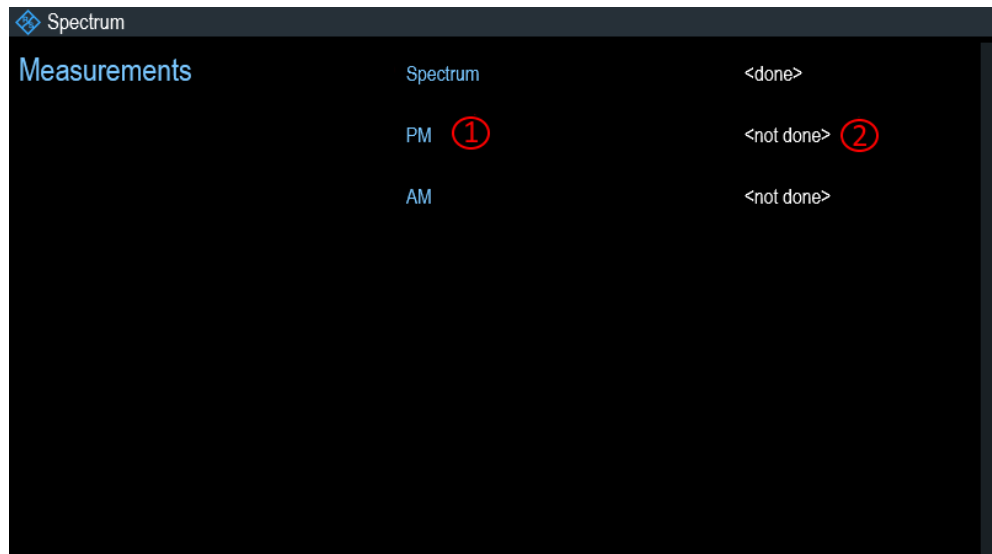 Spectrum
Measurements Spectrum <done>
PM ① <not done> ②
AM <not done>